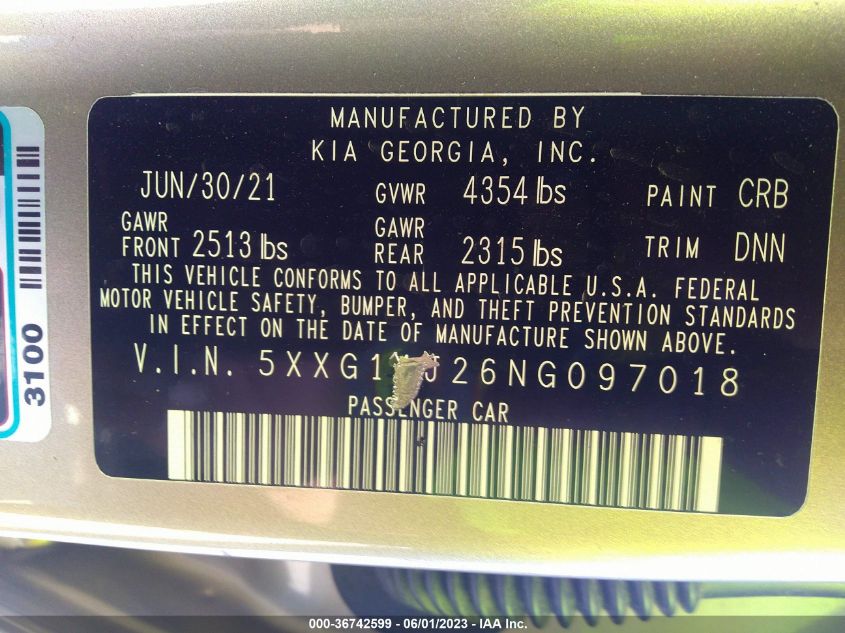 MANUFACTURED BY
KIA GEORGIA, INC.
JUN/30/21 GVWR 4354 lbs PAINT CRB
GAWR FRONT 2513 lbs GAWR REAR 2315 lbs TRIM DNN
THIS VEHICLE CONFORMS TO ALL APPLICABLE U.S.A. FEDERAL
MOTOR VEHICLE SAFETY, BUMPER, AND THEFT PREVENTION STANDARDS
IN EFFECT ON THE DATE OF MANUFACTURE SHOWN ABOVE.
V.I.N.
PASSENGER CAR
3100
000-36742599 - 06/01/2023 - IAA Inc.